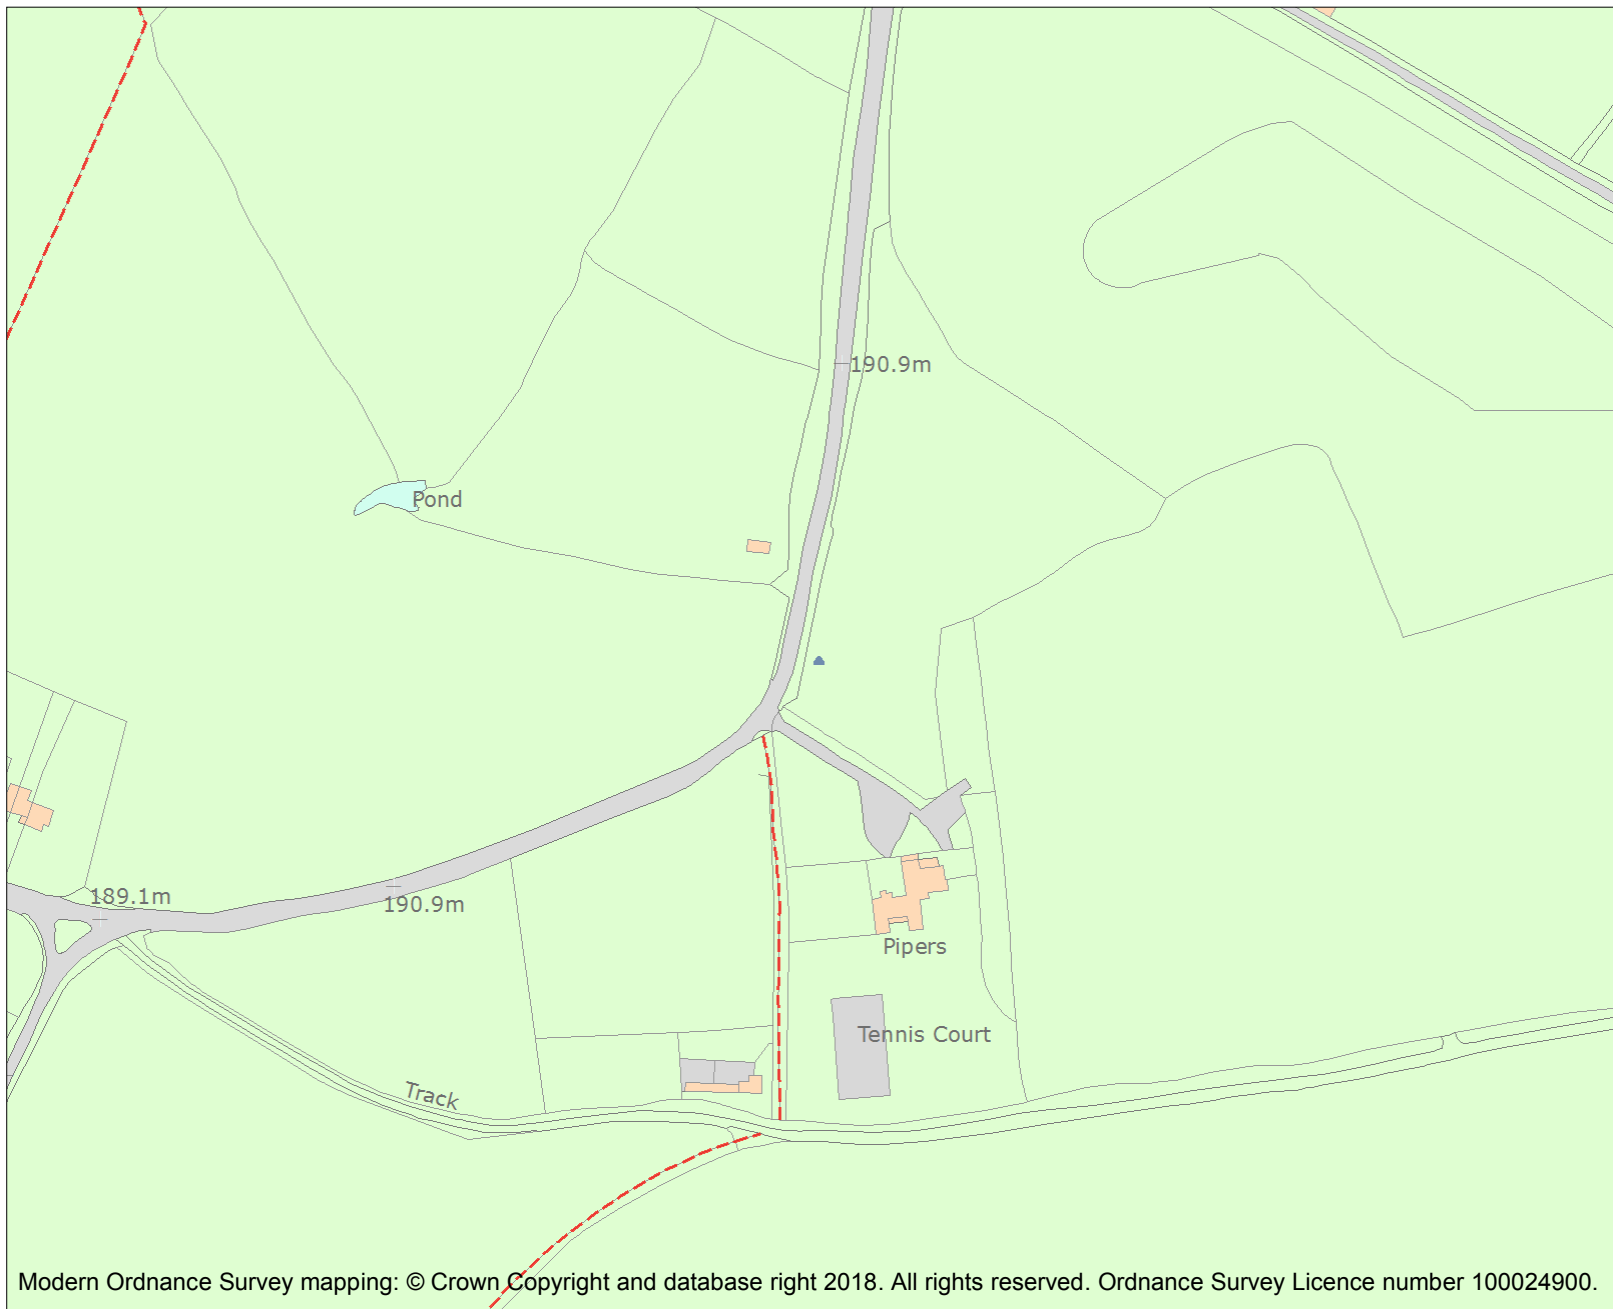 190.9m
Pond
189.1m
190.9m
Pipers
Tennis Court
Track
Modern Ordnance Survey mapping: © Crown Copyright and database right 2018. All rights reserved. Ordnance Survey Licence number 100024900.